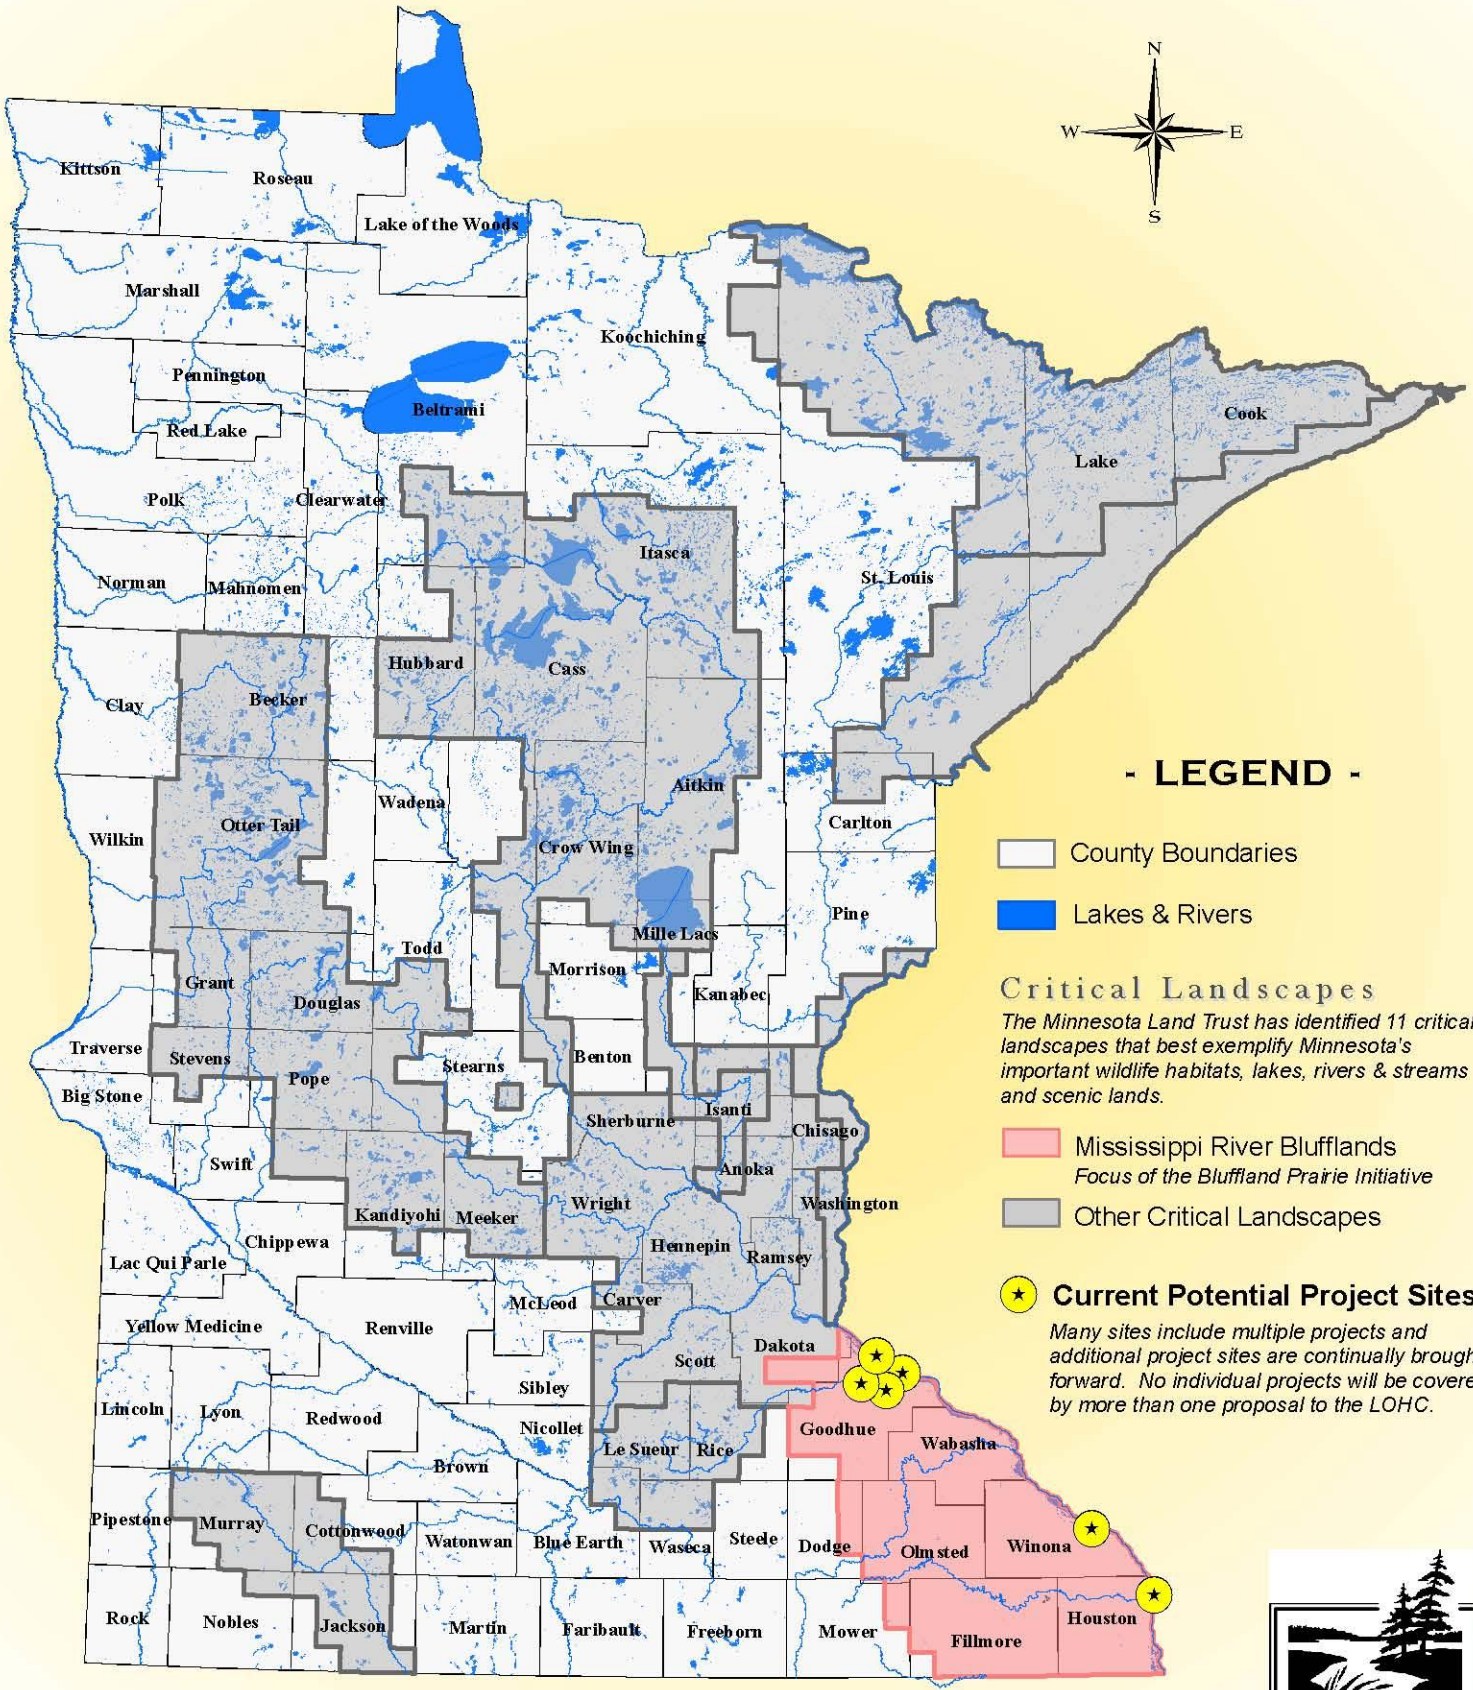 N
W
E
S
Kittson
Roseau
Lake of the Woods
Marshall
Koochiching
Pennington
Beltrami
Red Lake
Cook
Lake
Polk
Clearwater
Itasca
St. Louis
Norman
Mahnomen
Hubbard
Cass
Becker
Clay
Aitkin
Wadena
Otter Tail
Carlton
Wilkin
Crow Wing
Pine
Mille Lacs
Todd
Morrison
Grant
Douglas
Kanabec
Traverse
Stevens
Benton
Stearns
Pope
Big Stone
Isanti
Sherburne
Chisago
Swift
Anoka
Wright
Washington
Kandiyohi
Meeker
Chippewa
Hennepin
Ramsey
Lac Qui Parle
McLeod
Carver
Yellow Medicine
Renville
Dakota
Scott
Sibley
Lincoln
Lyon
Redwood
Nicollet
Goodhue
Wabasha
Le Sueur
Rice
Brown
Pipestone
Murray
Cottonwood
Watonwan
Blue Earth
Waseca
Steele
Dodge
Olmsted
Winona
Rock
Nobles
Jackson
Martin
Faribault
Freeborn
Mower
Fillmore
Houston
- LEGEND -
County Boundaries
Lakes & Rivers
Critical Landscapes
The Minnesota Land Trust has identified 11 critical
landscapes that best exemplify Minnesota's
important wildlife habitats, lakes, rivers & streams
and scenic lands.
Mississippi River Blufflands
Focus of the Bluffland Prairie Initiative
Other Critical Landscapes
Current Potential Project Sites
Many sites include multiple projects and
additional project sites are continually brough
forward. No individual projects will be covere
by more than one proposal to the LOHC.